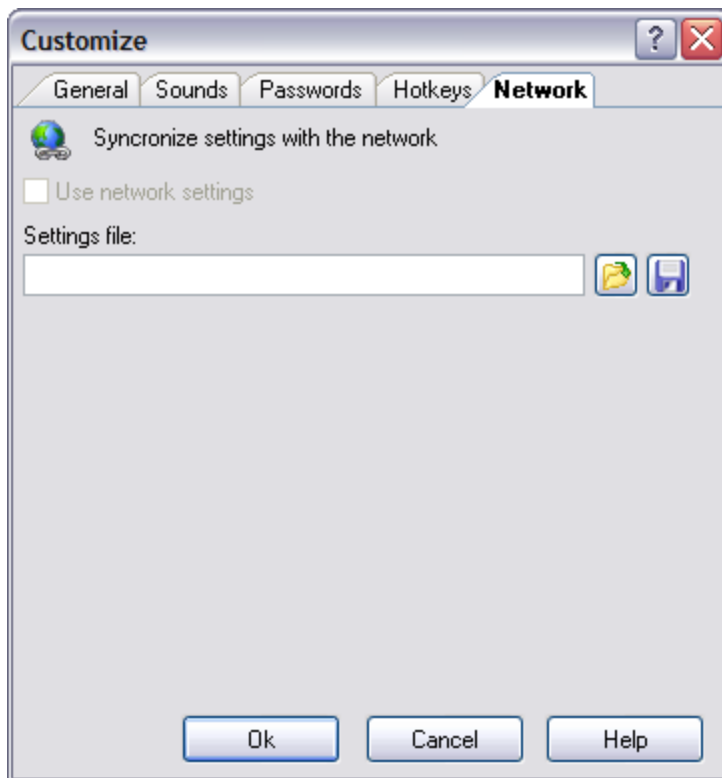 Customize
?
General Sounds Passwords Hotkeys Network
Syncronize settings with the network
Use network settings
Settings file:
Ok Cancel Help